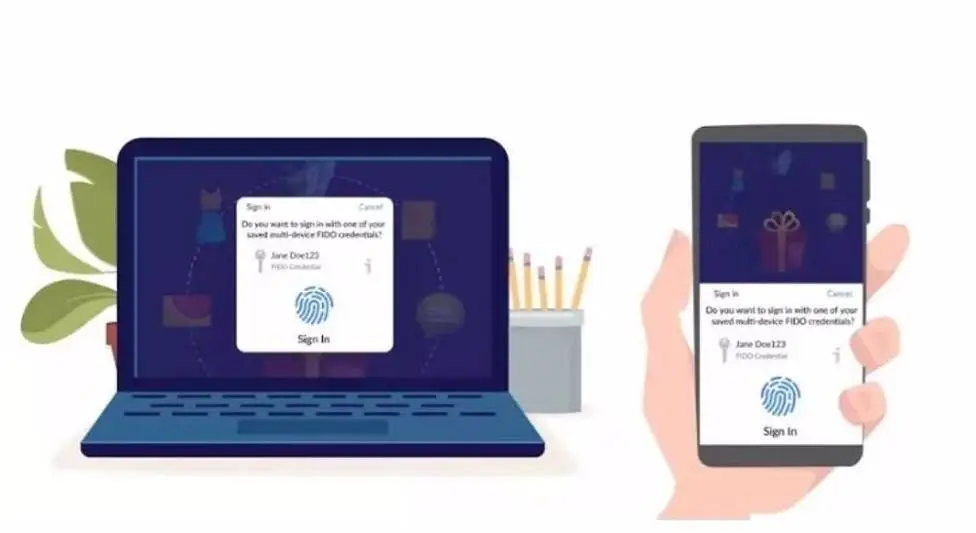 Sign in Cancel
Do you want to sign in with one of your
saved multi-device FIDO credentials?
Jane Doe123
FIDO Credential
Sign In
Sign in Cancel
Do you want to sign in with one of your
saved multi-device FIDO credentials?
Jane Doe123
FIDO Credential
Sign In